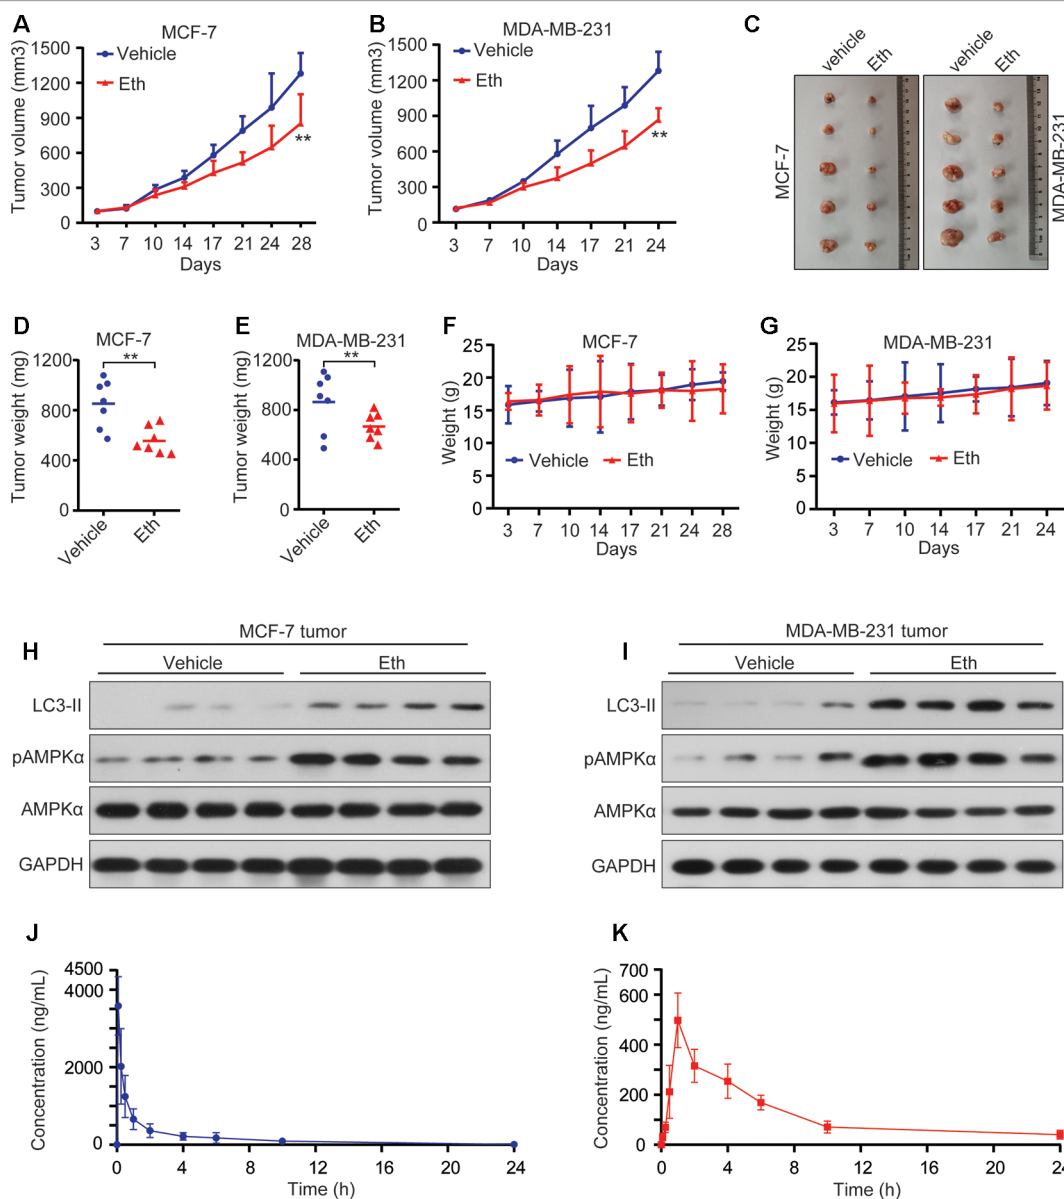 A
MCF-7
Tumor volume (mm3)
1500
1200
900
600
300
0
Vehicle
Eth
**
3 7 10 14 17 21 24 28
Days
B
MDA-MB-231
Tumor volume (mm3)
1500
1200
900
600
300
0
Vehicle
Eth
**
3 7 10 14 17 21 24
Days
C
vehicle Eth vehicle Eth
MCF-7
MDA-MB-231
D
MCF-7
Tumor weight (mg)
1200
800
400
0
**
Vehicle Eth
E
MDA-MB-231
Tumor weight (mg)
1200
800
400
0
**
Vehicle Eth
F
MCF-7
Weight (g)
25
20
15
10
5
0
Vehicle Eth
3 7 10 14 17 21 24 28
Days
G
MDA-MB-231
Weight (g)
25
20
15
10
5
0
Vehicle Eth
3 7 10 14 17 21 24
Days
H
MCF-7 tumor
Vehicle Eth
LC3-II
pAMPKα
AMPKα
GAPDH
I
MDA-MB-231 tumor
Vehicle Eth
LC3-II
pAMPKα
AMPKα
GAPDH
J
Concentration (ng/mL)
4500
4000
2000
0
0 4 8 12 16 20 24
Time (h)
K
Concentration (ng/mL)
700
600
400
200
0
0 4 8 12 16 20 24
Time (h)